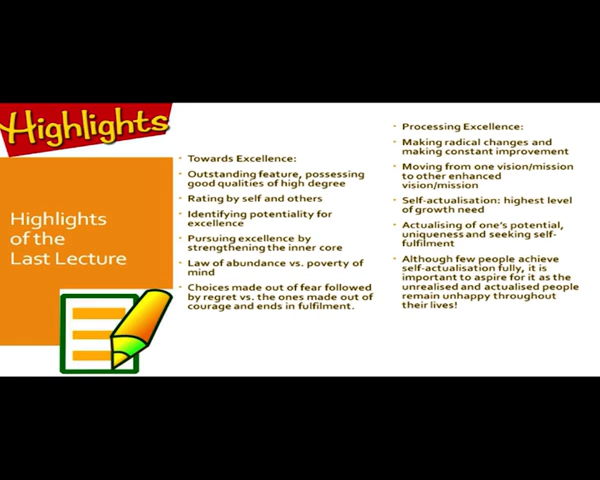 Highlights
Highlights
of the
Last Lecture
Towards Excellence:
Outstanding feature, possessing
good qualities of high degree
Rating by self and others
Identifying potentiality for
excellence
Pursuing excellence by
strengthening the inner core
Law of abundance vs. poverty of
mind
Choices made out of fear followed
by regret vs. the ones made out of
courage and ends in fulfilment.
Processing Excellence:
Making radical changes and
making constant improvement
Moving from one vision/mission
to other enhanced
vision/mission
Self-actualisation: highest level
of growth need
Actualising of one's potential,
uniqueness and seeking self-
fulfilment
Although few people achieve
self-actualisation fully, it is
important to aspire for it as the
unrealised and actualised people
remain unhappy throughout
their lives!